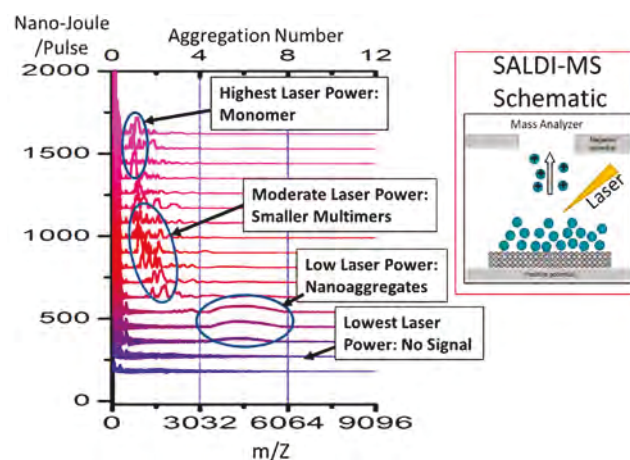 Nano-Joule
/Pulse
Aggregation Number
0 4 8 12
2000
1500
1000
500
0
Highest Laser Power:
Monomer
Moderate Laser Power:
Smaller Multimers
Low Laser Power:
Nanoaggregates
Lowest Laser
Power: No Signal
0 3032 6064 9096
m/Z
SALDI-MS
Schematic
Mass Analyzer
Laser